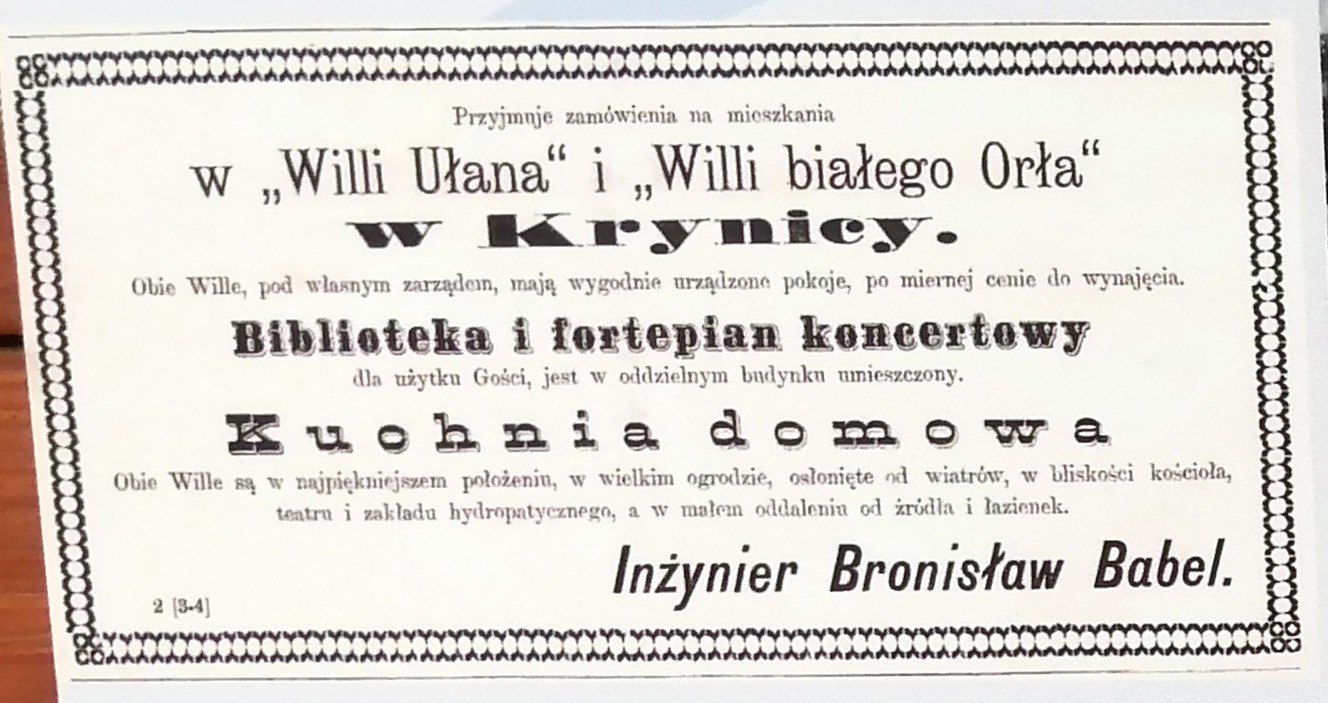 Przyjmuje zamówienia na mieszkania
w „Willi Ułana“ i „Willi białego Orła“
w Krynicy.
Obie Wille, pod własnym zarządem, mają wygodnie urządzone pokoje, po miernej cenie do wynajęcia.
Biblioteka i fortepian koncertowy
dla użytku Gości, jest w oddzielnym budynku umieszczony.
Kuchnia domowa
Obie Wille są w najpiękniejszem położeniu, w wielkim ogrodzie, osłonięte od wiatrów, w bliskości kościoła,
teatru i zakładu hydropatycznego, a w małem oddaleniu od źródła i łazienek.
Inżynier Bronisław Babel.
2 [3-4]